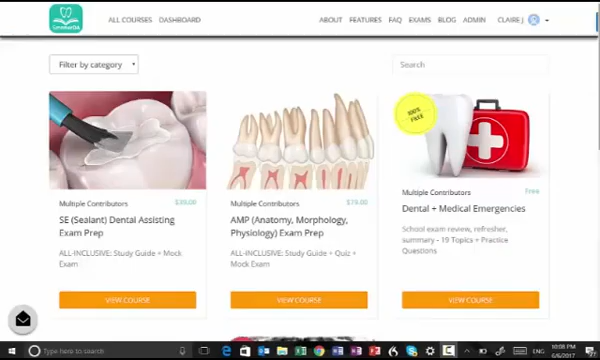 SmarterDA
ALL COURSES
DASHBOARD
ABOUT
FEATURES
FAQ
EXAMS
BLOG
ADMIN
CLAIRE J
Filter by category
Search
100%
FREE
Multiple Contributors
$39.00
SE (Sealant) Dental Assisting
Exam Prep
ALL-INCLUSIVE: Study Guide + Mock
Exam
VIEW COURSE
Multiple Contributors
$79.00
AMP (Anatomy, Morphology,
Physiology) Exam Prep
ALL-INCLUSIVE: Study Guide + Quiz +
Mock Exam
VIEW COURSE
Multiple Contributors
Free
Dental + Medical Emergencies
School exam review, refresher,
summary - 19 Topics + Practice
Questions
VIEW COURSE
Type here to search
ENG
10:08 PM
6/6/2017